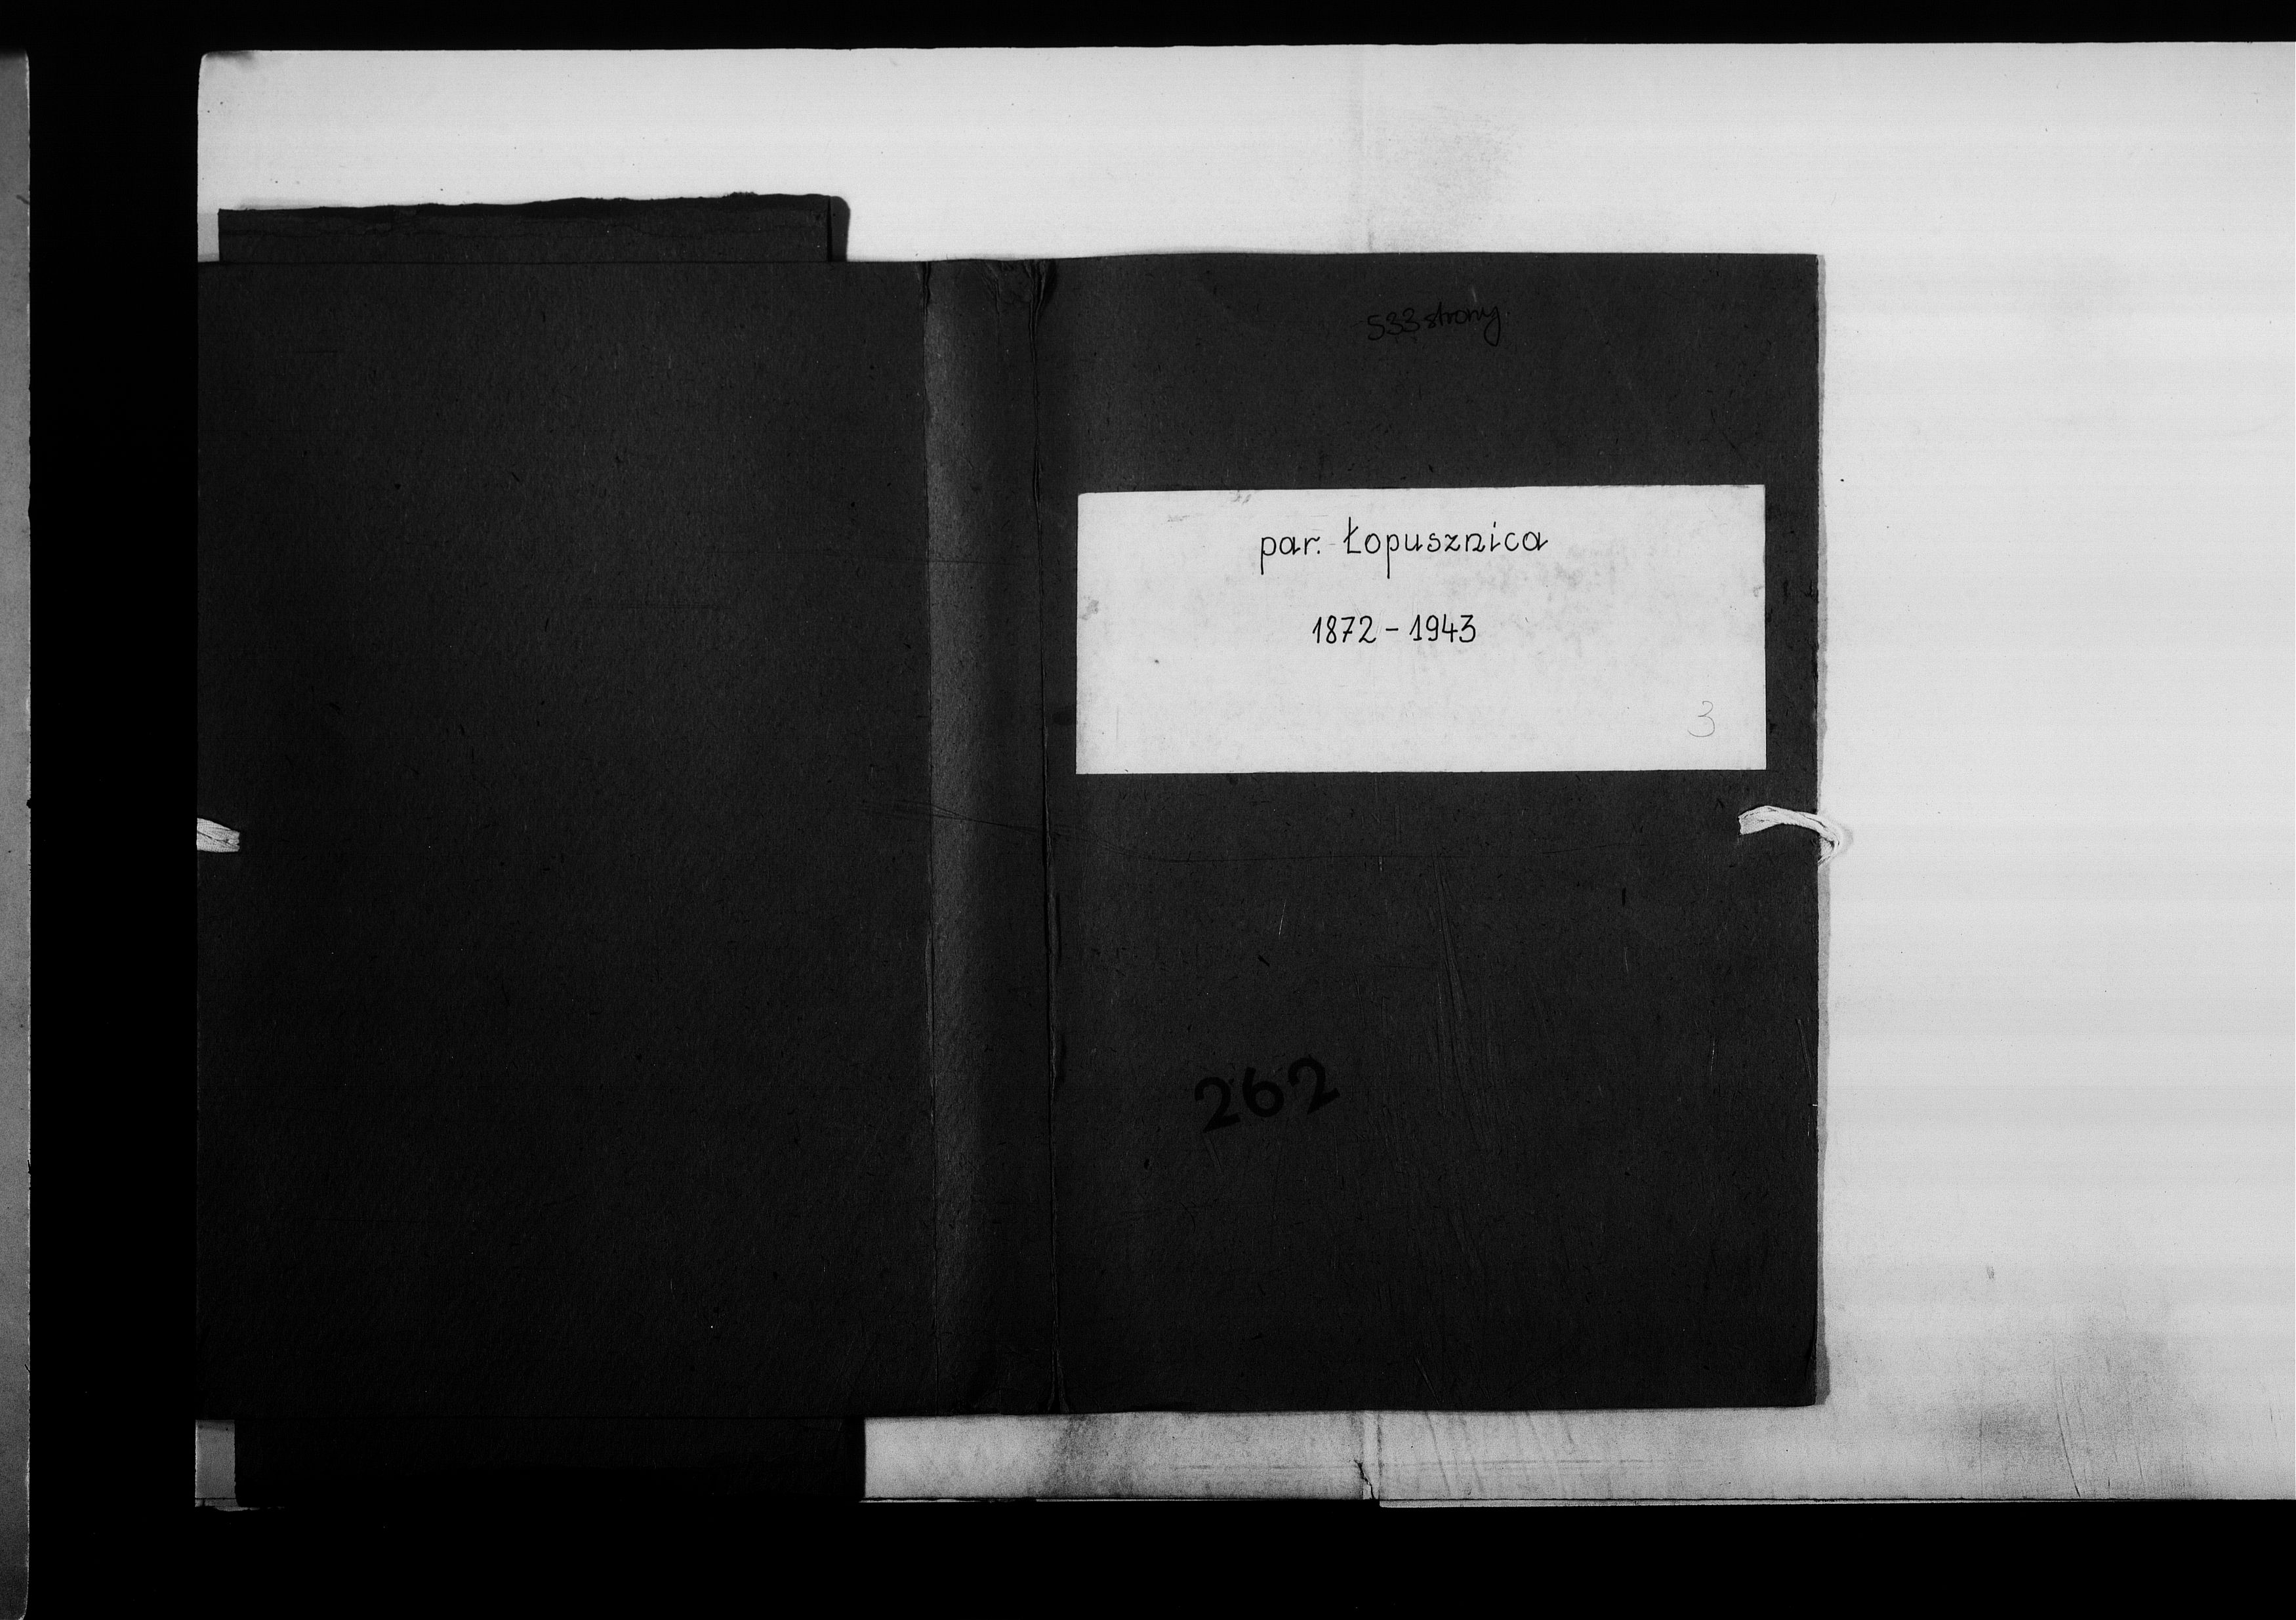 533 strony
par. Łopusznica
1872 - 1943
3
262